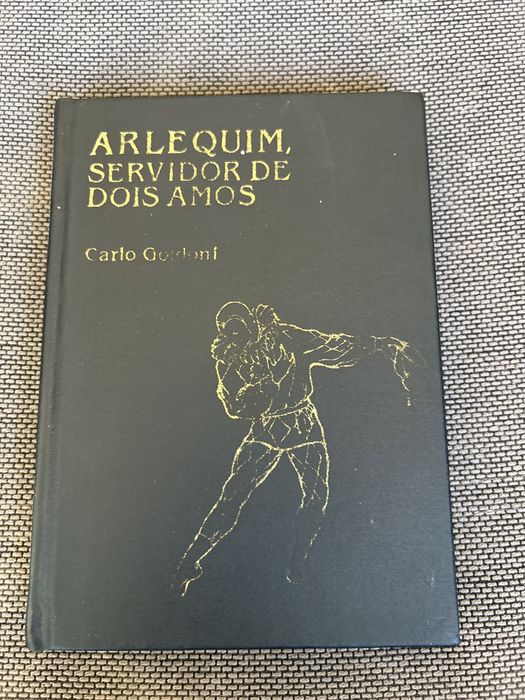 ARLEQUIM,
SERVIDOR DE
DOIS AMOS
Carlo Goldoni